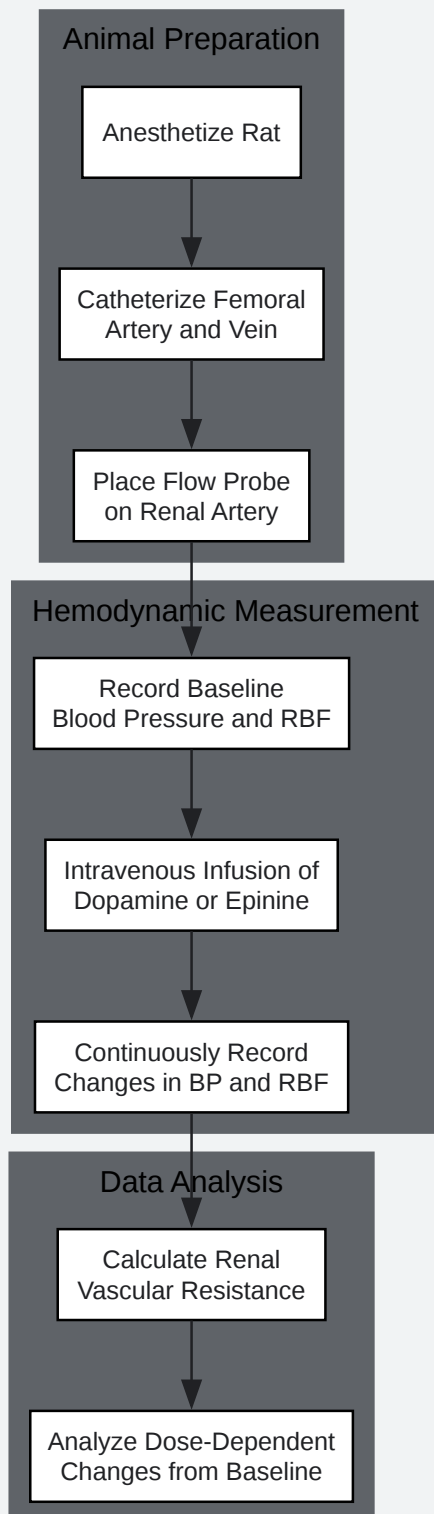 Animal Preparation
Anesthetize Rat
Catheterize Femoral
Artery and Vein
Place Flow Probe
on Renal Artery
Hemodynamic Measurement
Record Baseline
Blood Pressure and RBF
Intravenous Infusion of
Dopamine or Epinine
Continuously Record
Changes in BP and RBF
Data Analysis
Calculate Renal
Vascular Resistance
Analyze Dose-Dependent
Changes from Baseline